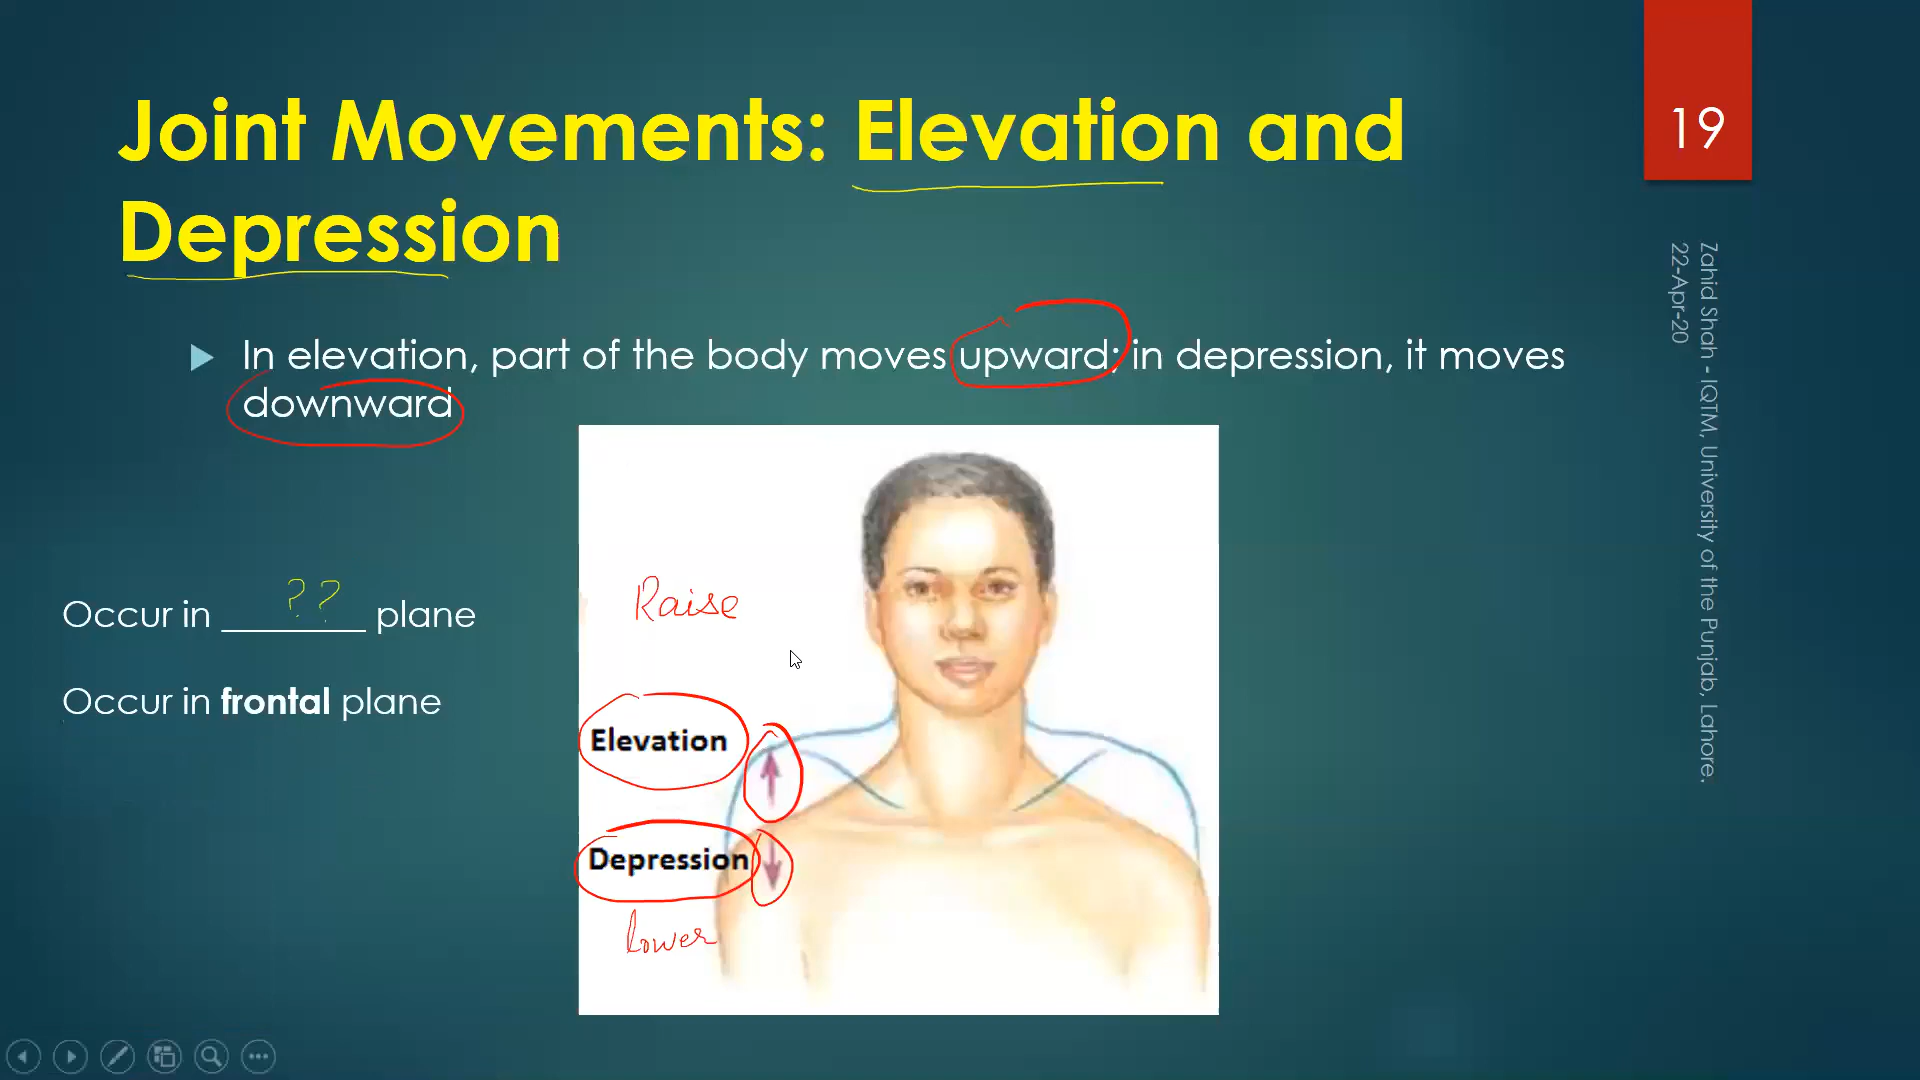 Joint Movements: Elevation and
Depression
19
In elevation, part of the body moves upward; in depression, it moves
downward
Occur in ______ plane
??
Occur in frontal plane
Raise
Elevation
Depression
Lower
Zahid Shah - IQTM, University of the Punjab, Lahore.
22-Apr-20